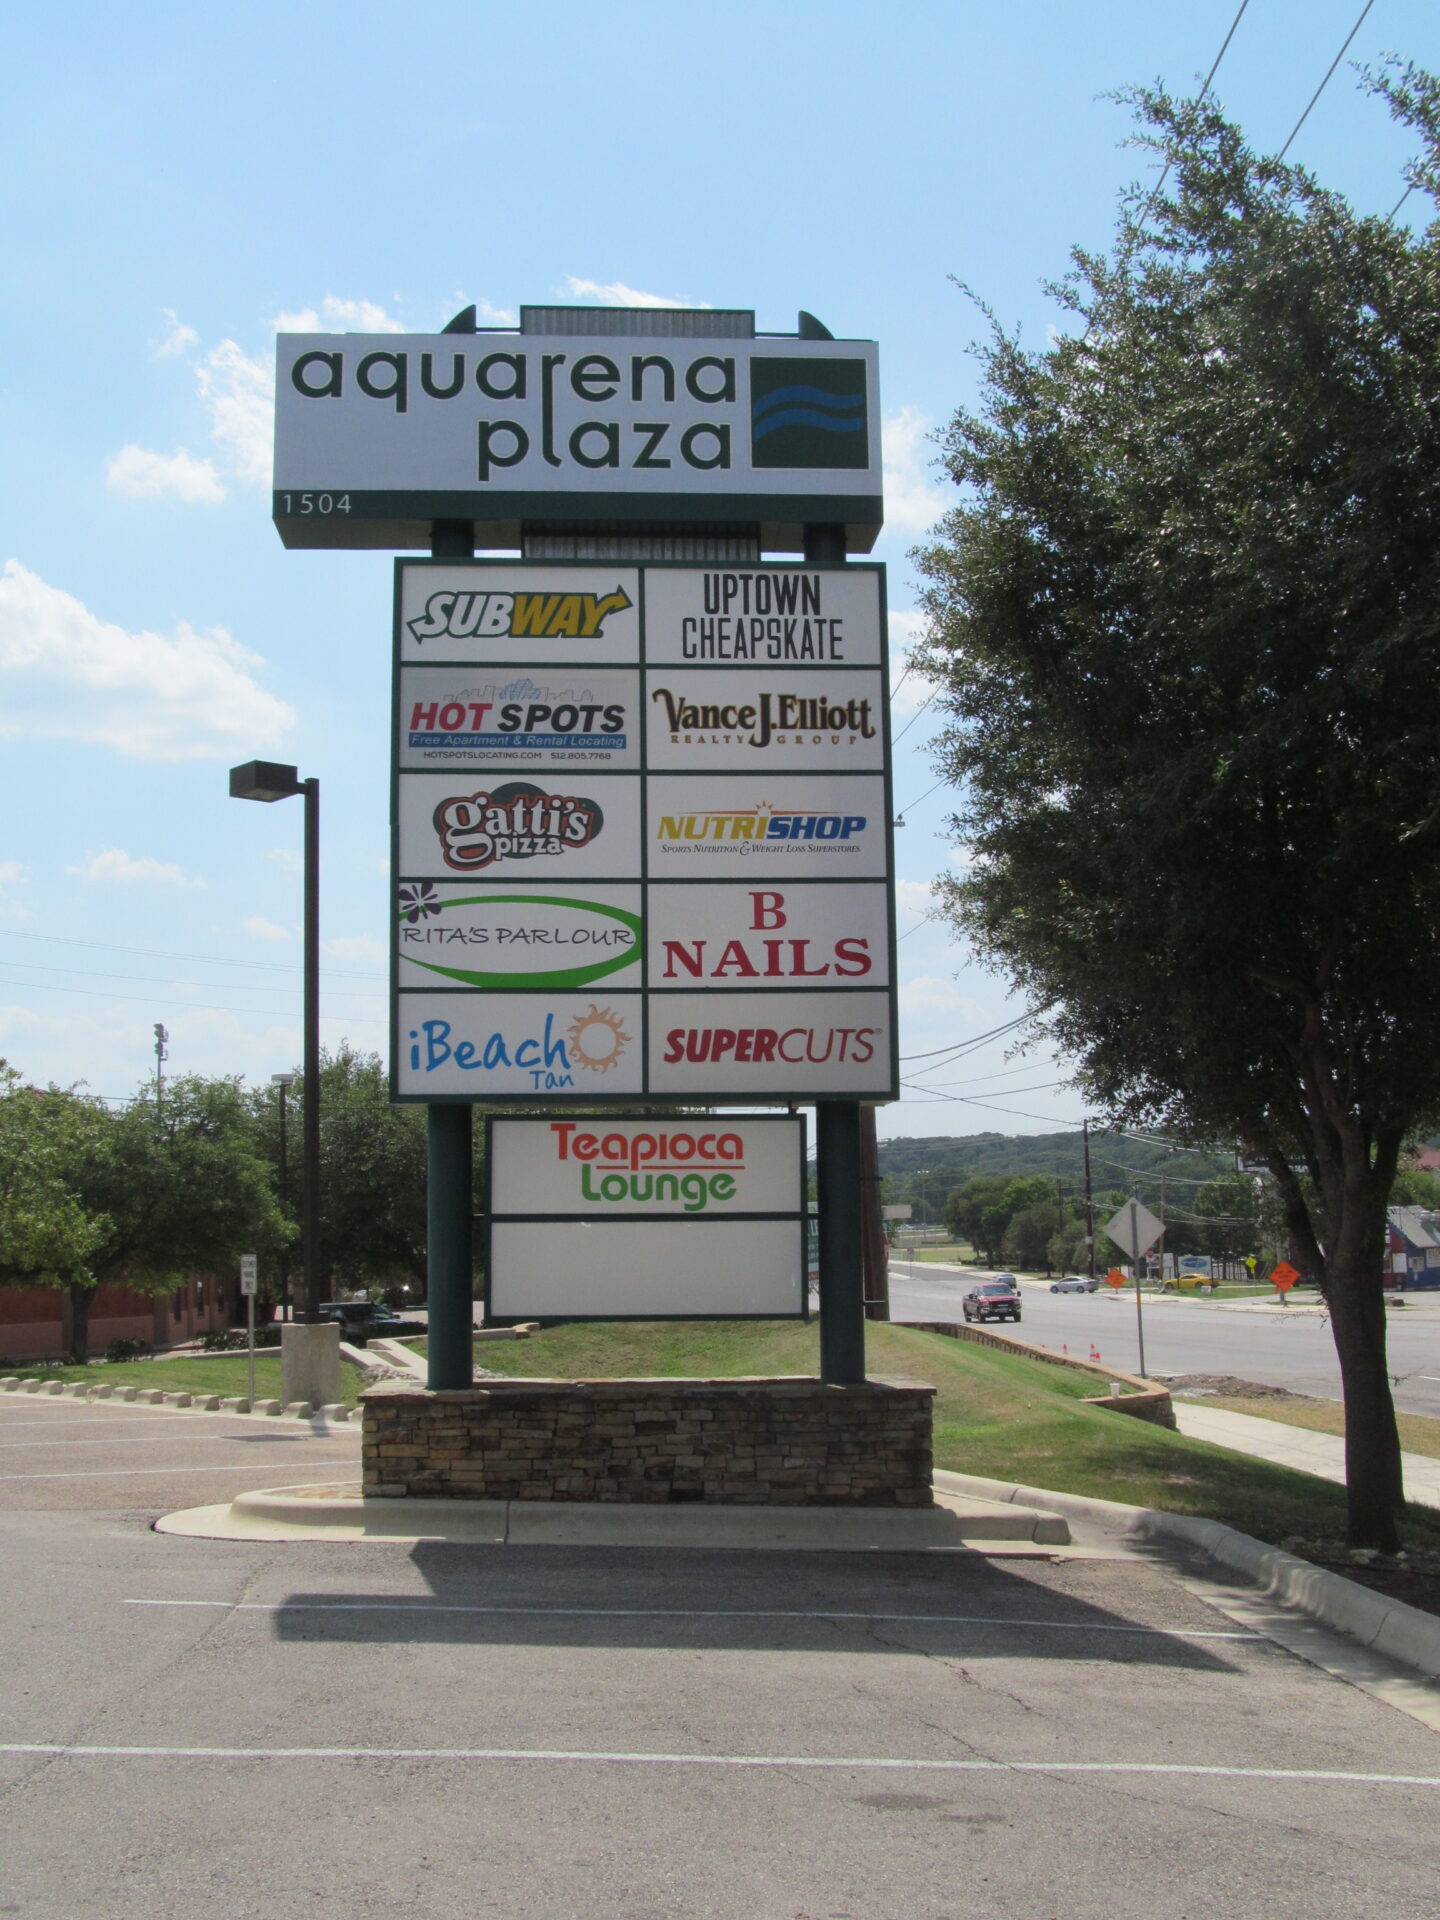 aquarena
plaza
1504
SUBWAY
UPTOWN
CHEAPSKATE
HOT SPOTS
Free Apartment & Rental Locating
HOTSPOTSLOCATING.COM 512.805.7768
Vance J. Elliott
REALTY GROUP
gatti's
pizza
NUTRISHOP
SPORTS NUTRITION & WEIGHT LOSS SUPERSTORES
RITA'S PARLOUR
B
NAILS
iBeach
Tan
SUPERCUTS®
Teapioca
Lounge